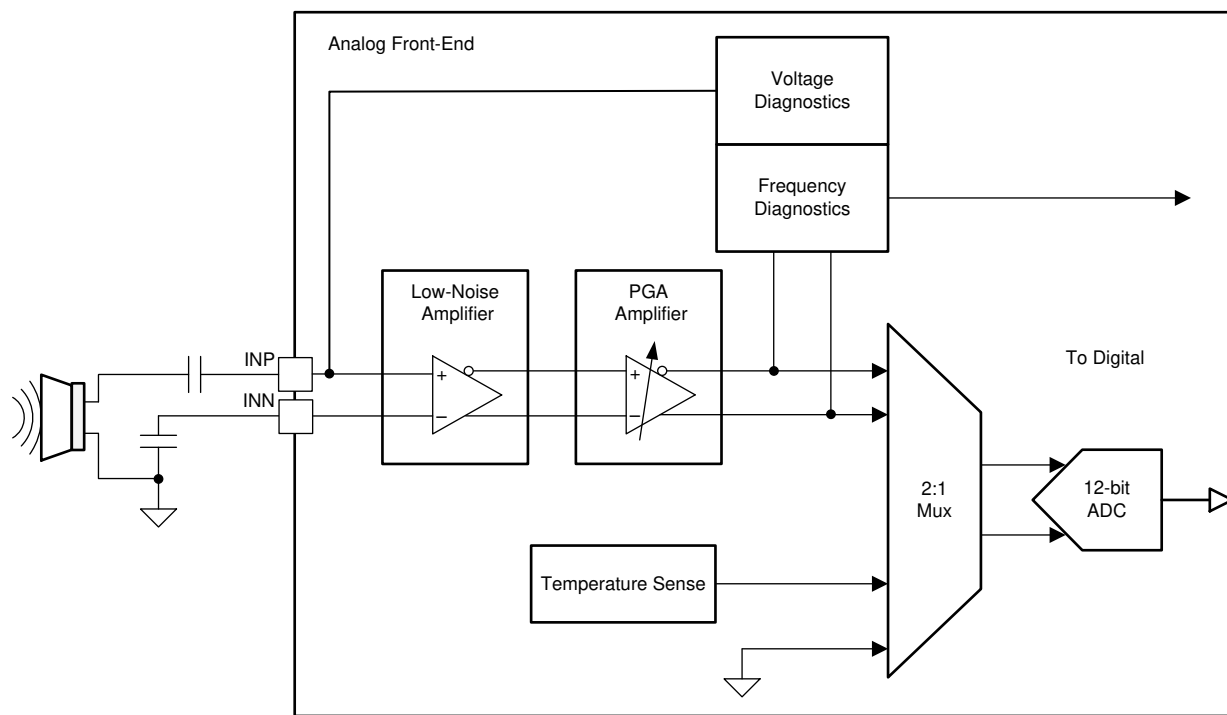 Analog Front-End
Voltage
Diagnostics
Frequency
Diagnostics
Low-Noise
Amplifier
PGA
Amplifier
INP
INN
+
−
+
−
To Digital
2:1
Mux
12-bit
ADC
Temperature Sense